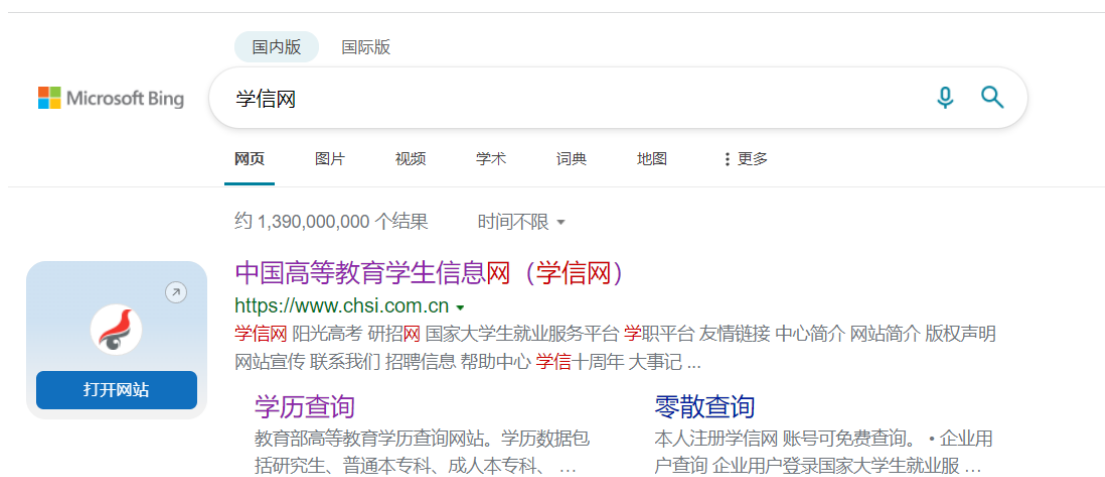 国内版 国际版
Microsoft Bing 学信网
网页 图片 视频 学术 词典 地图 更多
约 1,390,000,000 个结果 时间不限
中国高等教育学生信息网（学信网）
https://www.chsi.com.cn
学信网 阳光高考 研招网 国家大学生就业服务平台 学职平台 友情链接 中心简介 网站简介 版权声明
网站宣传 联系我们 招聘信息 帮助中心 学信十周年 大事记 ...
打开网站
学历查询
教育部高等教育学历查询网站。学历数据包
括研究生、普通本专科、成人本专科、 ...
零散查询
本人注册学信网 账号可免费查询。 • 企业用
户查询 企业用户登录国家大学生就业服 ...